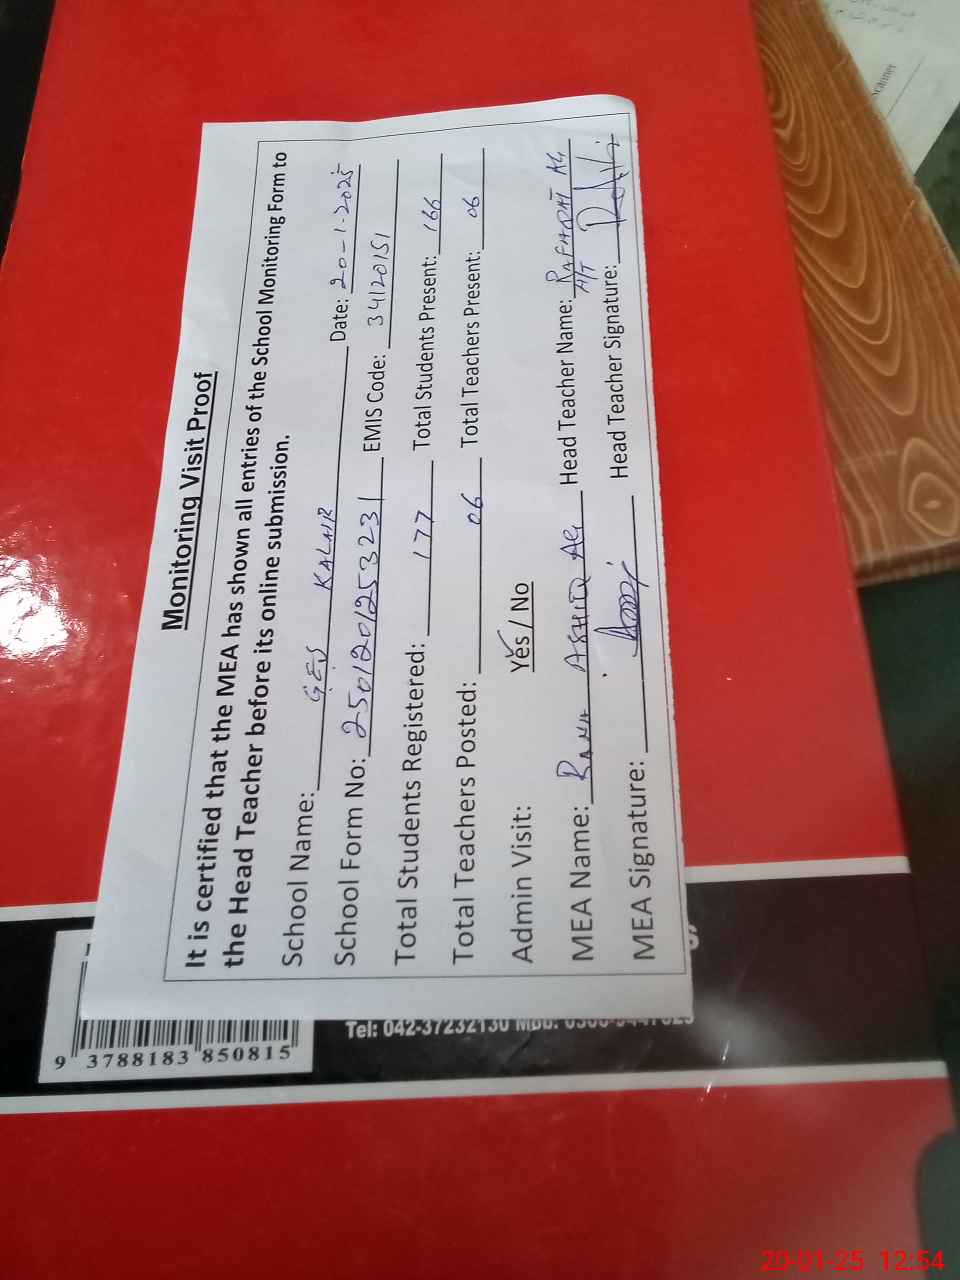 Monitoring Visit Proof
It is certified that the MEA has shown all entries of the School Monitoring Form to
the Head Teacher before its online submission.
School Name: GES KALAIR Date: 20-1-2025
School Form No: 25012012532331 EMIS Code: 34120151
Total Students Registered: 177 Total Students Present: 166
Total Teachers Posted: 06 Total Teachers Present: 06
Admin Visit: Yes / No
MEA Name: RANA ASHIQ ALI Head Teacher Name:
MEA Signature: Head Teacher Signature:
9 3788183 850815
Tel: 042-37232130
Scanner
20-01-25 12:54